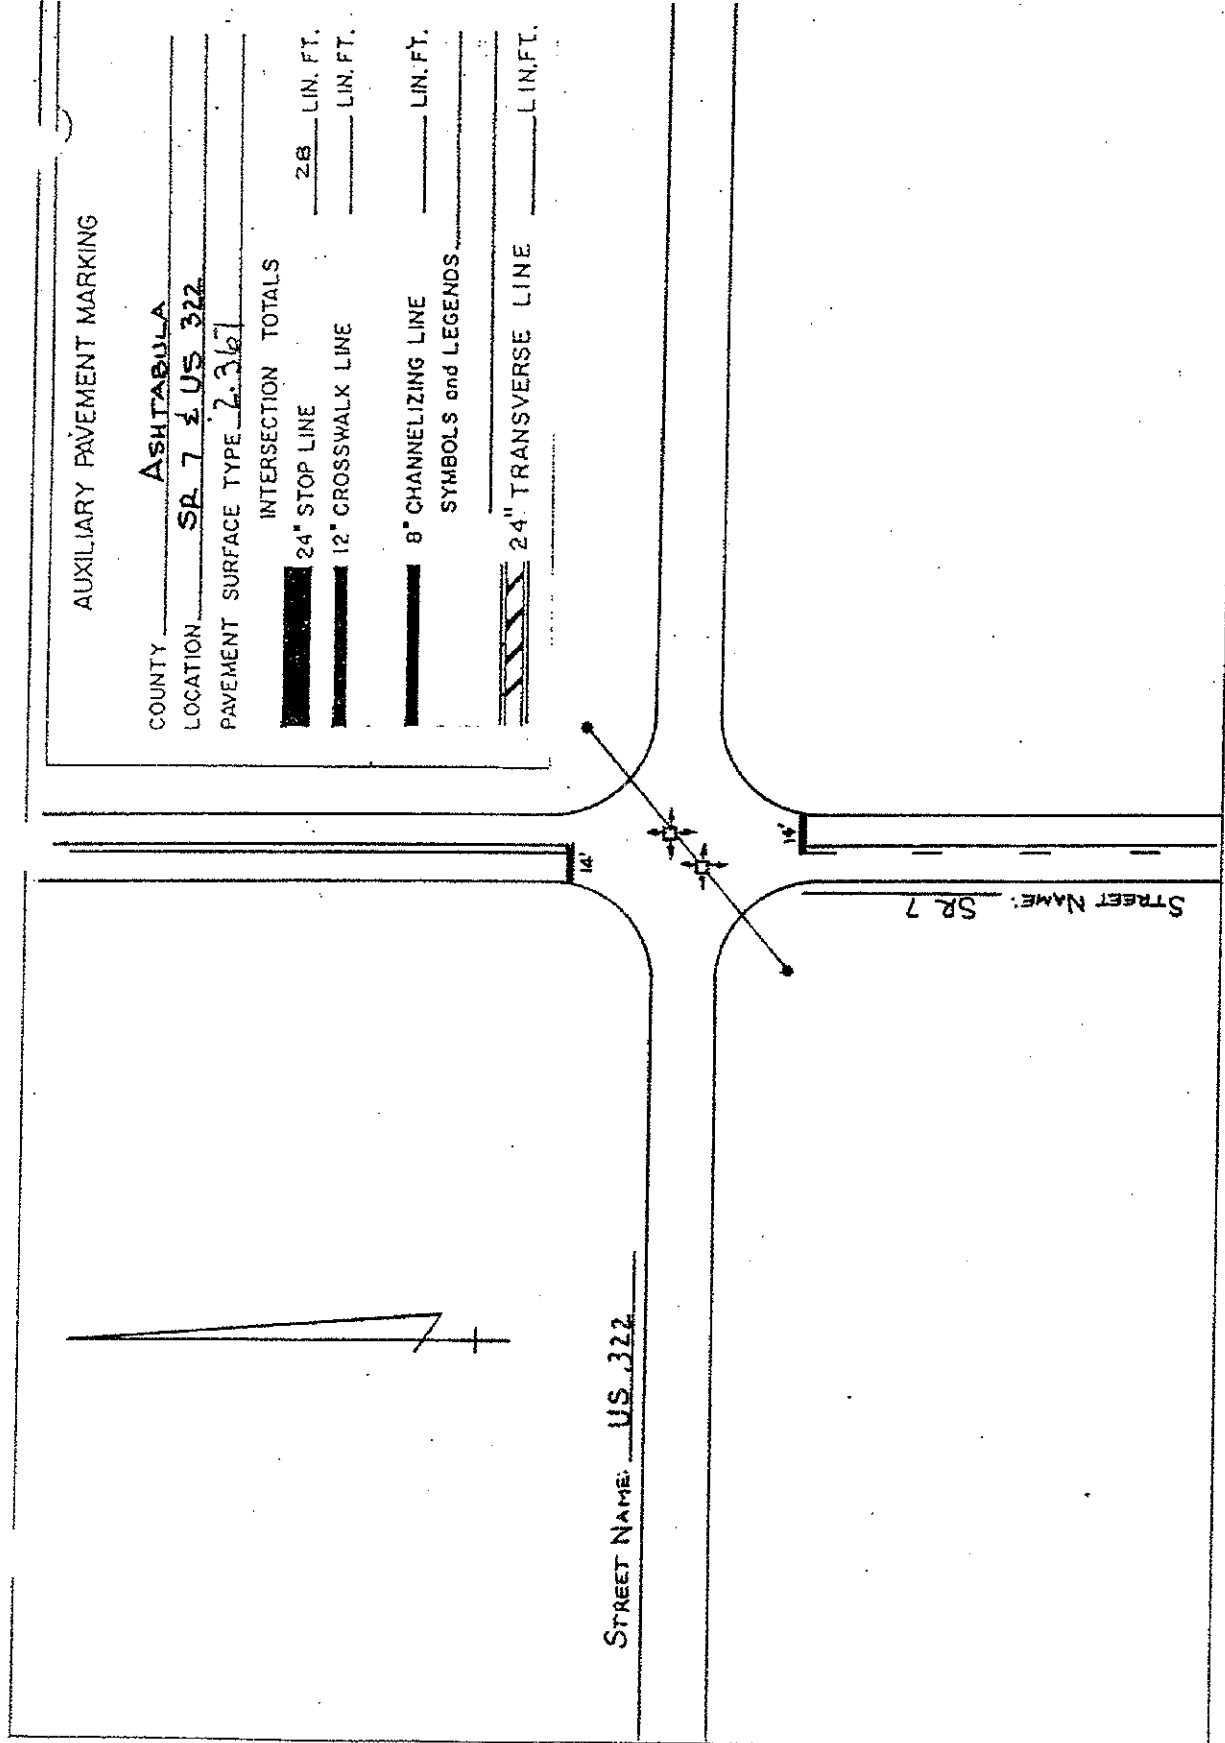 AUXILIARY PAVEMENT MARKING
COUNTY ASHTABULA
LOCATION SR 7 & US 322
PAVEMENT SURFACE TYPE 2.367
INTERSECTION TOTALS
24" STOP LINE 28 LIN. FT.
12" CROSSWALK LINE LIN. FT.
8" CHANNELIZING LINE LIN. FT.
SYMBOLS and LEGENDS
24" TRANSVERSE LINE LIN.FT.
14'
14'
STREET NAME: SR 7
STREET NAME: US 322